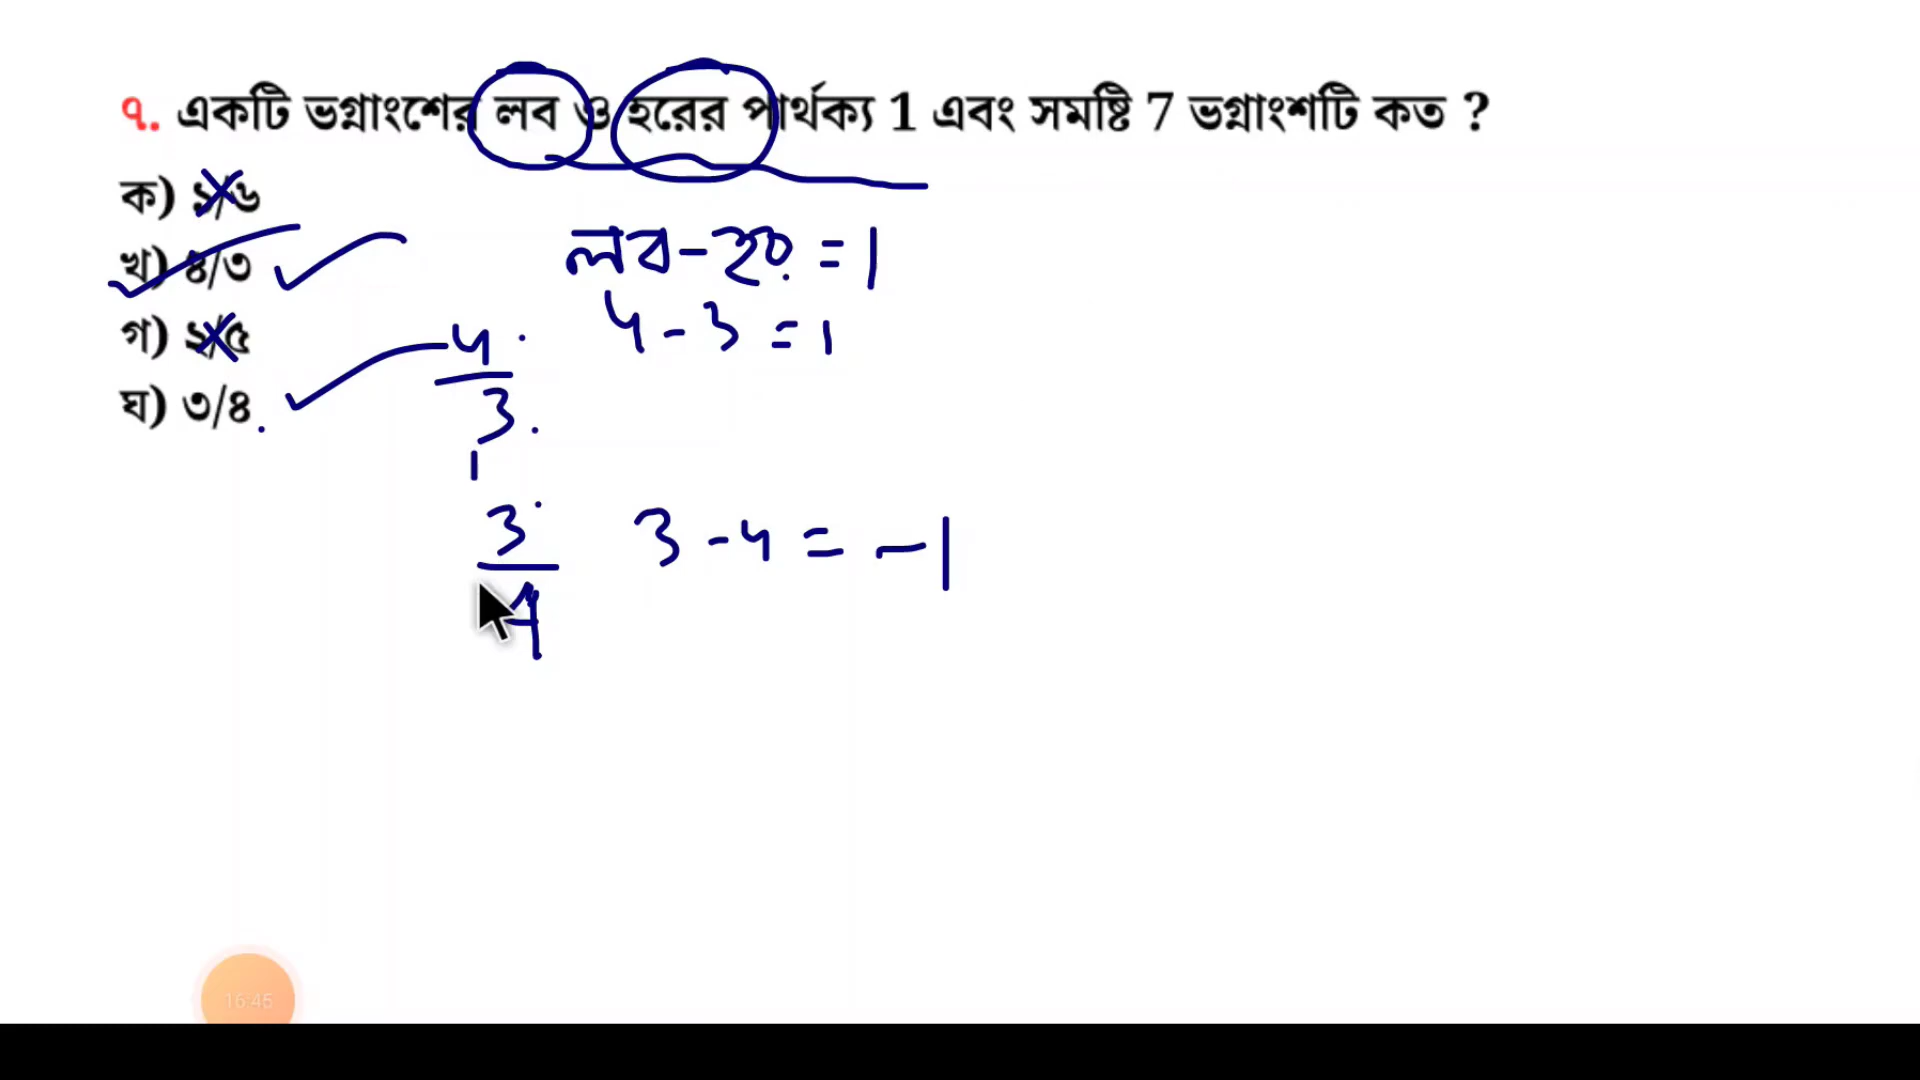 ৭. একটি ভগ্নাংশের লব ও হরের পার্থক্য 1 এবং সমষ্টি 7 ভগ্নাংশটি কত ?
ক) ১/৬
খ) ৪/৩
গ) ২/৫
ঘ) ৩/৪
লব - হর = 1
4 - 3 = 1
4
3
3
4
3 - 4 = -1
16:45